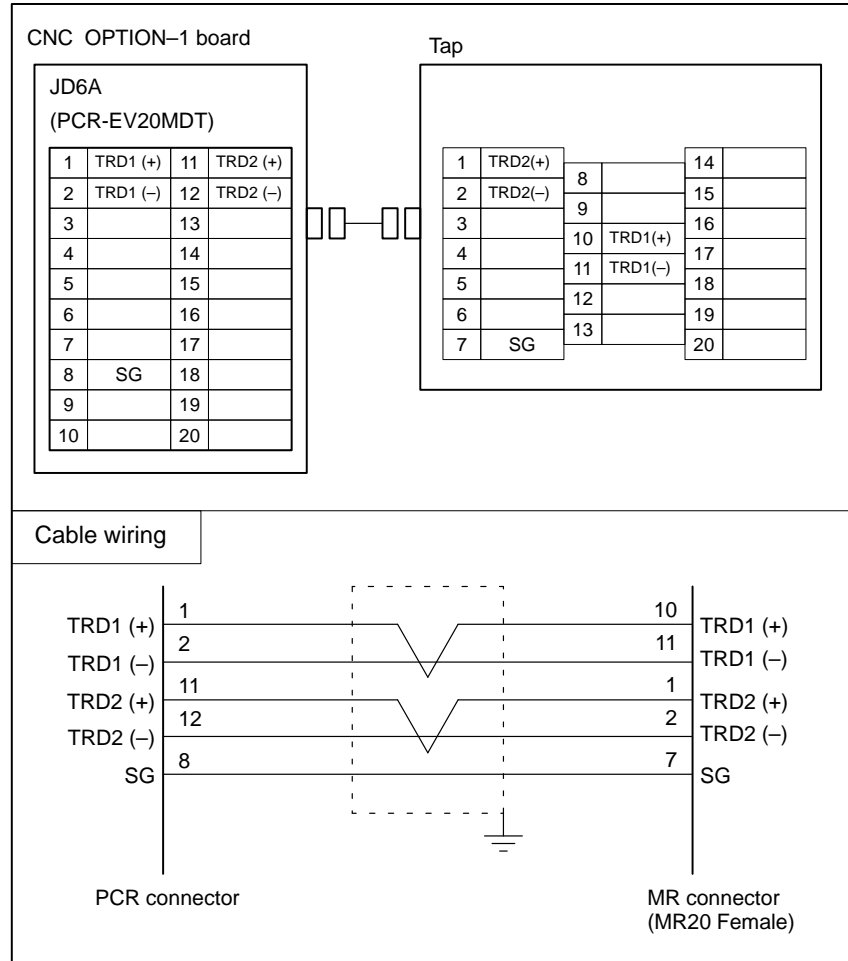 CNC OPTION–1 board
Tap
JD6A
(PCR-EV20MDT)
1 TRD1 (+) 11 TRD2 (+)
2 TRD1 (–) 12 TRD2 (–)
3 13
4 14
5 15
6 16
7 17
8 SG 18
9 19
10 20
1 TRD2(+)
2 TRD2(–)
3
4
5
6
7 SG
8
9
10 TRD1(+)
11 TRD1(–)
12
13
14
15
16
17
18
19
20
Cable wiring
TRD1 (+) 1 10 TRD1 (+)
TRD1 (–) 2 11 TRD1 (–)
TRD2 (+) 11 1 TRD2 (+)
TRD2 (–) 12 2 TRD2 (–)
SG 8 7 SG
PCR connector
MR connector
(MR20 Female)